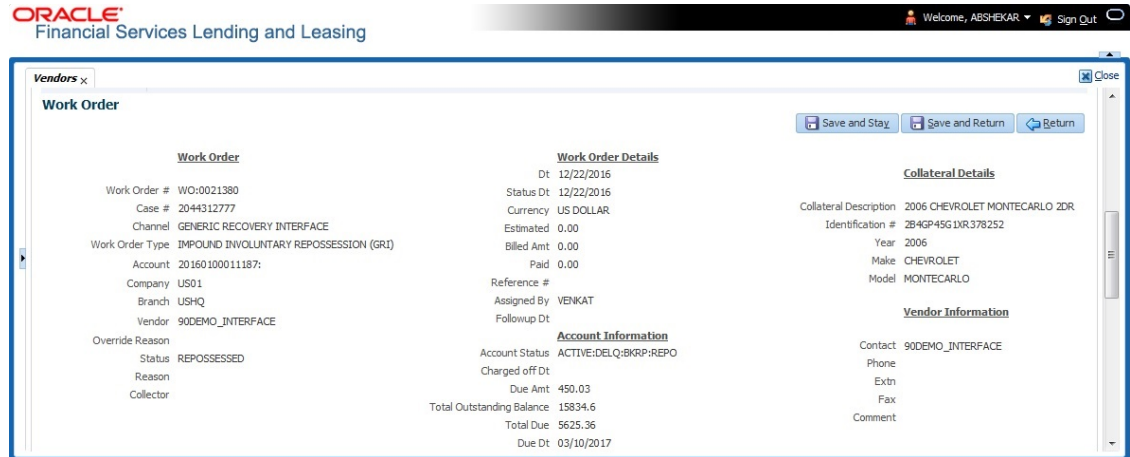 ORACLE
Financial Services Lending and Leasing
Welcome, ABSHEKAR
Sign Out
Vendors x
Close
Work Order
Save and Stay
Save and Return
Return
Work Order
Work Order # WO:0021380
Case # 2044312777
Channel GENERIC RECOVERY INTERFACE
Work Order Type IMPOUND INVOLUNTARY REPOSSESSION (GRI)
Account 20160100011187:
Company US01
Branch USHQ
Vendor 90DEMO_INTERFACE
Override Reason
Status REPOSSESSED
Reason
Collector
Work Order Details
Dt 12/22/2016
Status Dt 12/22/2016
Currency US DOLLAR
Estimated 0.00
Billed Amt 0.00
Paid 0.00
Reference #
Assigned By VENKAT
Followup Dt
Account Information
Account Status ACTIVE:DELQ:BKRP:REPO
Charged off Dt
Due Amt 450.03
Total Outstanding Balance 15834.6
Total Due 5625.36
Due Dt 03/10/2017
Collateral Details
Collateral Description 2006 CHEVROLET MONTECARLO 2DR
Identification # 2B4GP45G1XR378252
Year 2006
Make CHEVROLET
Model MONTECARLO
Vendor Information
Contact 90DEMO_INTERFACE
Phone
Extn
Fax
Comment